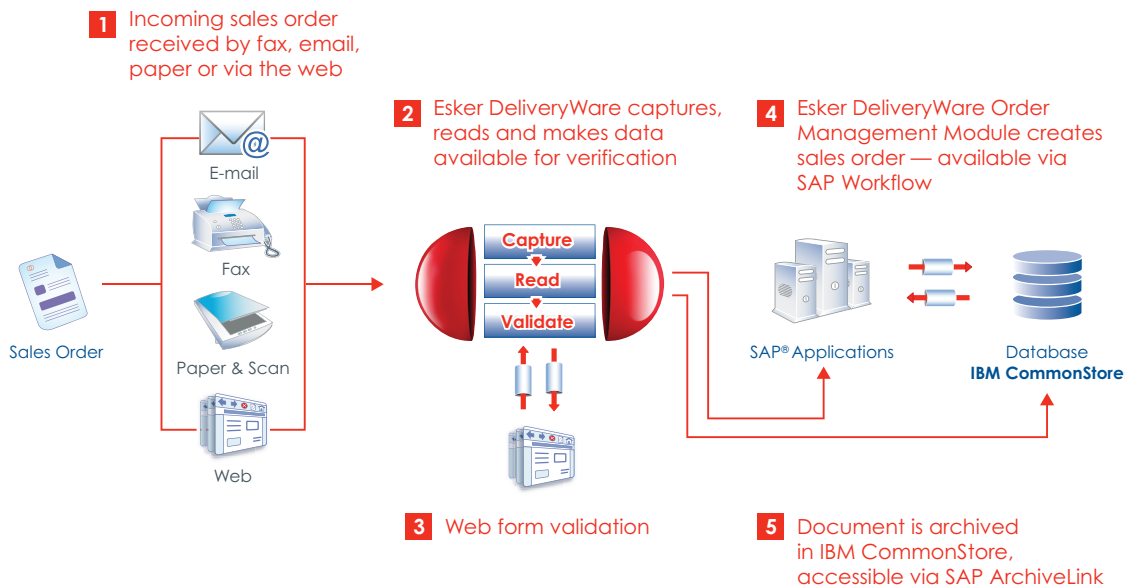 1 Incoming sales order
received by fax, email,
paper or via the web
2 Esker DeliveryWare captures,
reads and makes data
available for verification
4 Esker DeliveryWare Order
Management Module creates
sales order — available via
SAP Workflow
@
E-mail
Fax
Paper & Scan
Web
Sales Order
Capture
Read
Validate
SAP® Applications
Database
IBM CommonStore
3 Web form validation
5 Document is archived
in IBM CommonStore,
accessible via SAP ArchiveLink